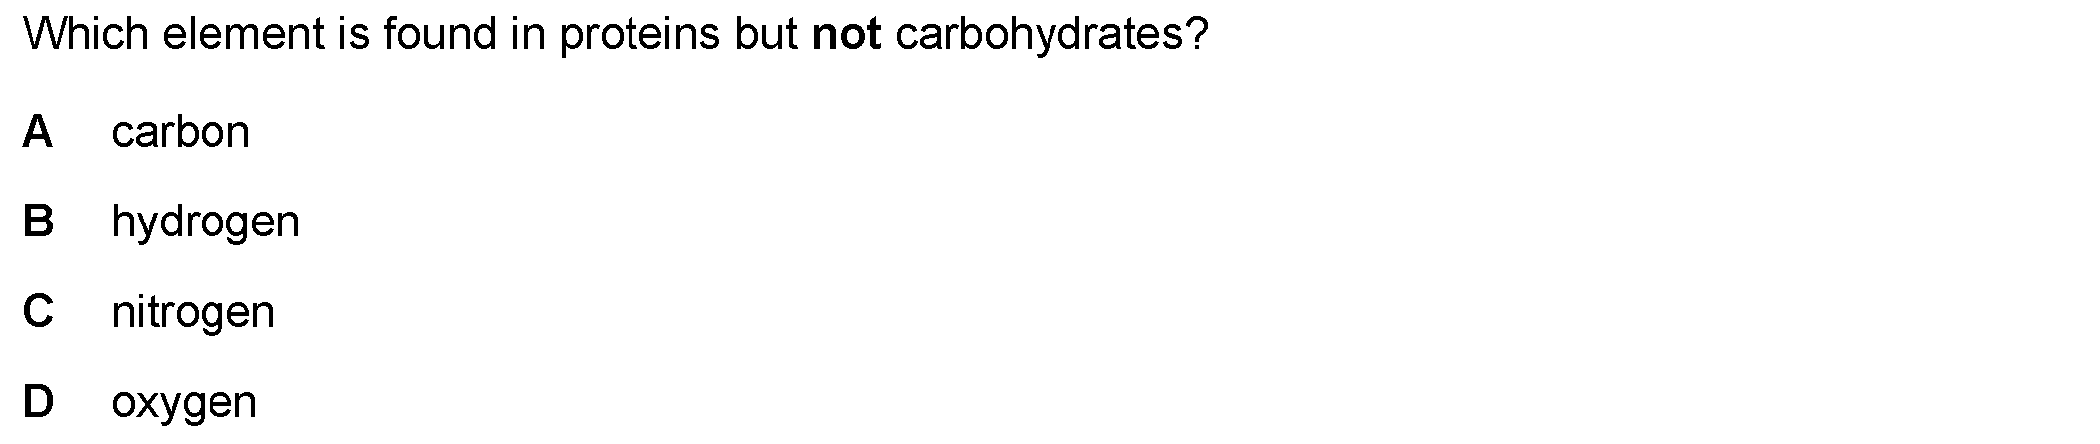 Which element is found in proteins but not carbohydrates?
A carbon
B hydrogen
C nitrogen
D oxygen